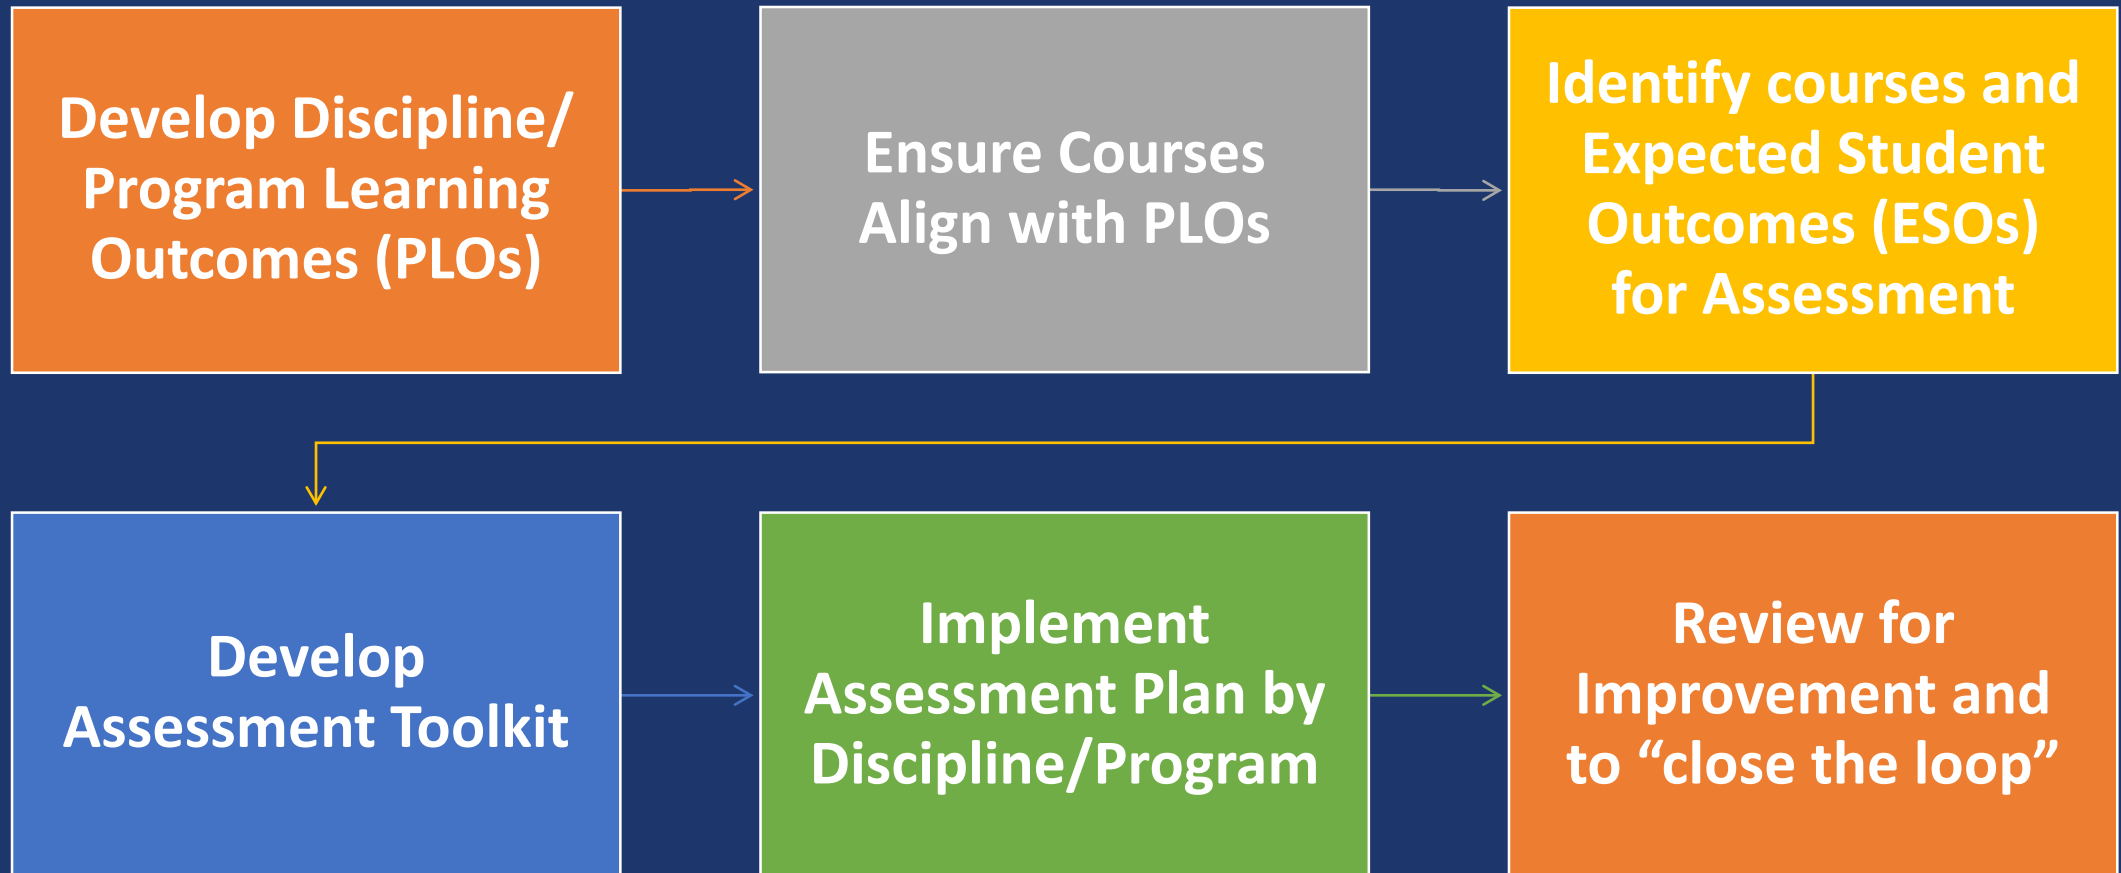 Develop Discipline/
Program Learning
Outcomes (PLOs)
Ensure Courses
Align with PLOs
Identify courses and
Expected Student
Outcomes (ESOs)
for Assessment
Develop
Assessment Toolkit
Implement
Assessment Plan by
Discipline/Program
Review for
Improvement and
to “close the loop”